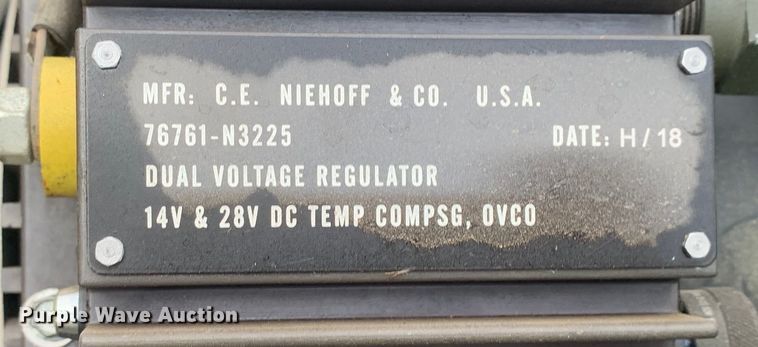 MFR: C.E. NIEHOFF & CO. U.S.A.
76761-N3225 DATE: H/18
DUAL VOLTAGE REGULATOR
14V & 28V DC TEMP COMPSG, OVCO
Purple Wave Auction